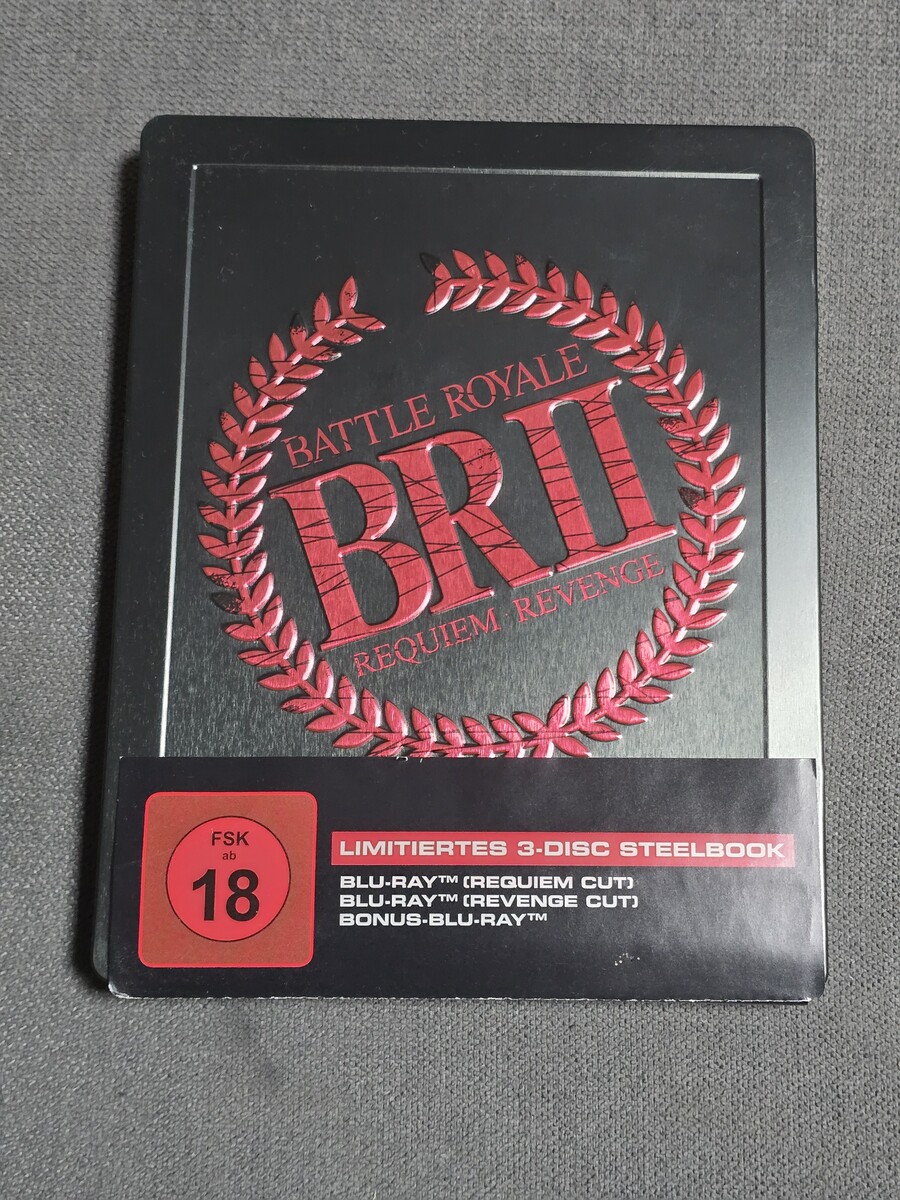 BATTLE ROYALE
BRII
REQUIEM REVENGE
FSK
ab
18
LIMITIERTES 3-DISC STEELBOOK
BLU-RAY™ (REQUIEM CUT)
BLU-RAY™ (REVENGE CUT)
BONUS-BLU-RAY™